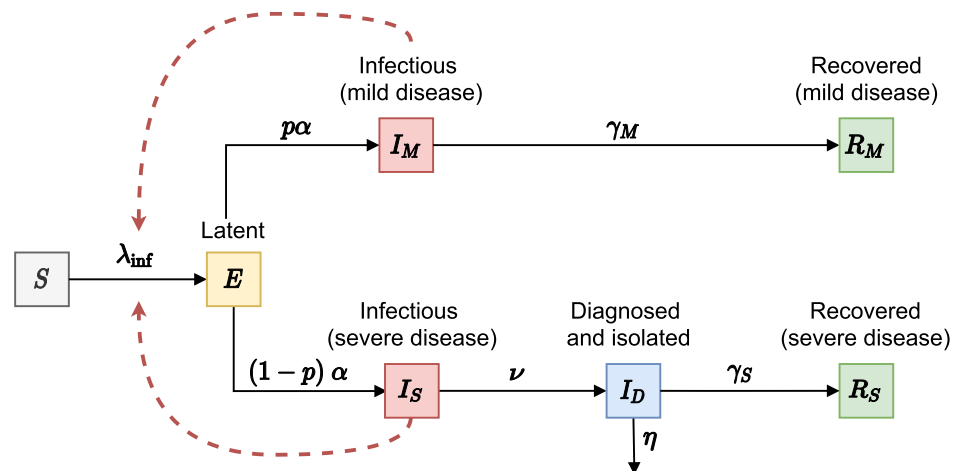 Infectious
(mild disease)
Recovered
(mild disease)
pα
I_M
γ_M
R_M
Latent
λ_inf
S
E
Infectious
(severe disease)
Diagnosed
and isolated
Recovered
(severe disease)
(1 − p) α
I_S
ν
I_D
γ_S
R_S
η